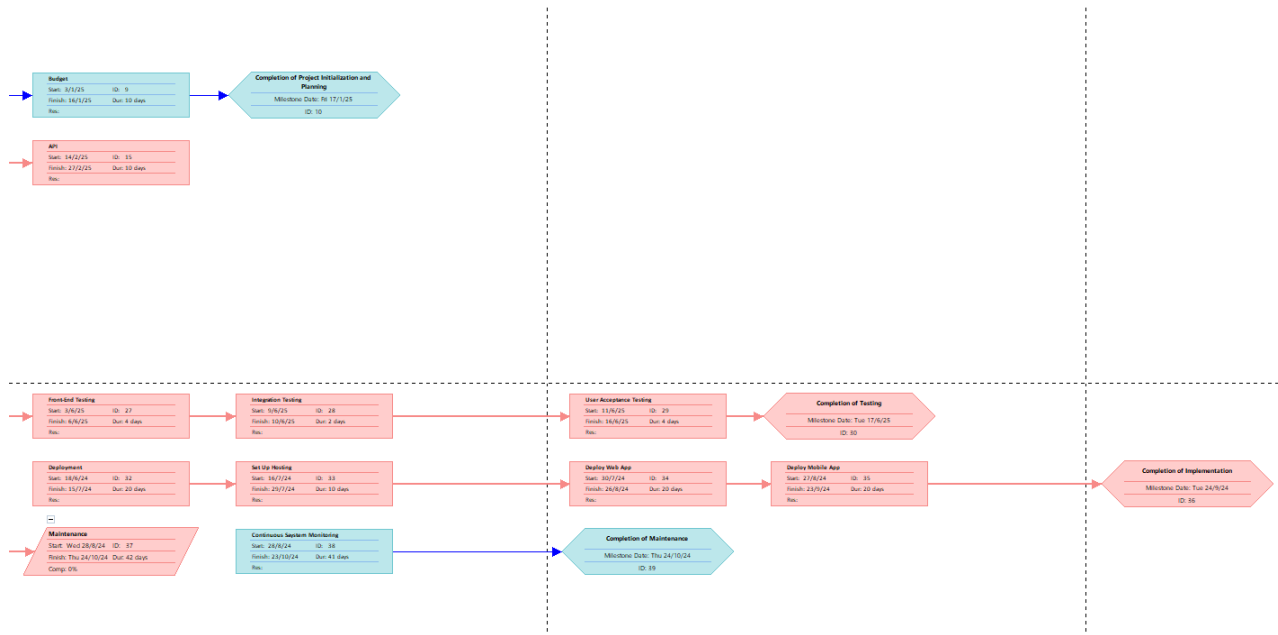 Budget
Start: 3/1/25 ID: 9
Finish: 16/1/25 Dur: 10 days
Res:
Completion of Project Initialization and
Planning
Milestone Date: Fri 17/1/25
ID: 10
API
Start: 14/2/25 ID: 15
Finish: 27/2/25 Dur: 10 days
Res:
Front-End Testing
Start: 3/6/25 ID: 27
Finish: 6/6/25 Dur: 4 days
Res:
Integration Testing
Start: 9/6/25 ID: 28
Finish: 10/6/25 Dur: 2 days
Res:
User Acceptance Testing
Start: 11/6/25 ID: 29
Finish: 16/6/25 Dur: 4 days
Res:
Completion of Testing
Milestone Date: Tue 17/6/25
ID: 30
Deployment
Start: 18/6/24 ID: 32
Finish: 15/7/24 Dur: 20 days
Res:
Set Up Hosting
Start: 16/7/24 ID: 33
Finish: 29/7/24 Dur: 10 days
Res:
Deploy Web App
Start: 30/7/24 ID: 34
Finish: 26/8/24 Dur: 20 days
Res:
Deploy Mobile App
Start: 27/8/24 ID: 35
Finish: 23/9/24 Dur: 20 days
Res:
Completion of Implementation
Milestone Date: Tue 24/9/24
ID: 36
Maintenance
Start: Wed 28/8/24 ID: 37
Finish: Thu 24/10/24 Dur: 42 days
Comp: 0%
Continuous Saystem Monitoring
Start: 28/8/24 ID: 38
Finish: 23/10/24 Dur: 41 days
Res:
Completion of Maintenance
Milestone Date: Thu 24/10/24
ID: 39